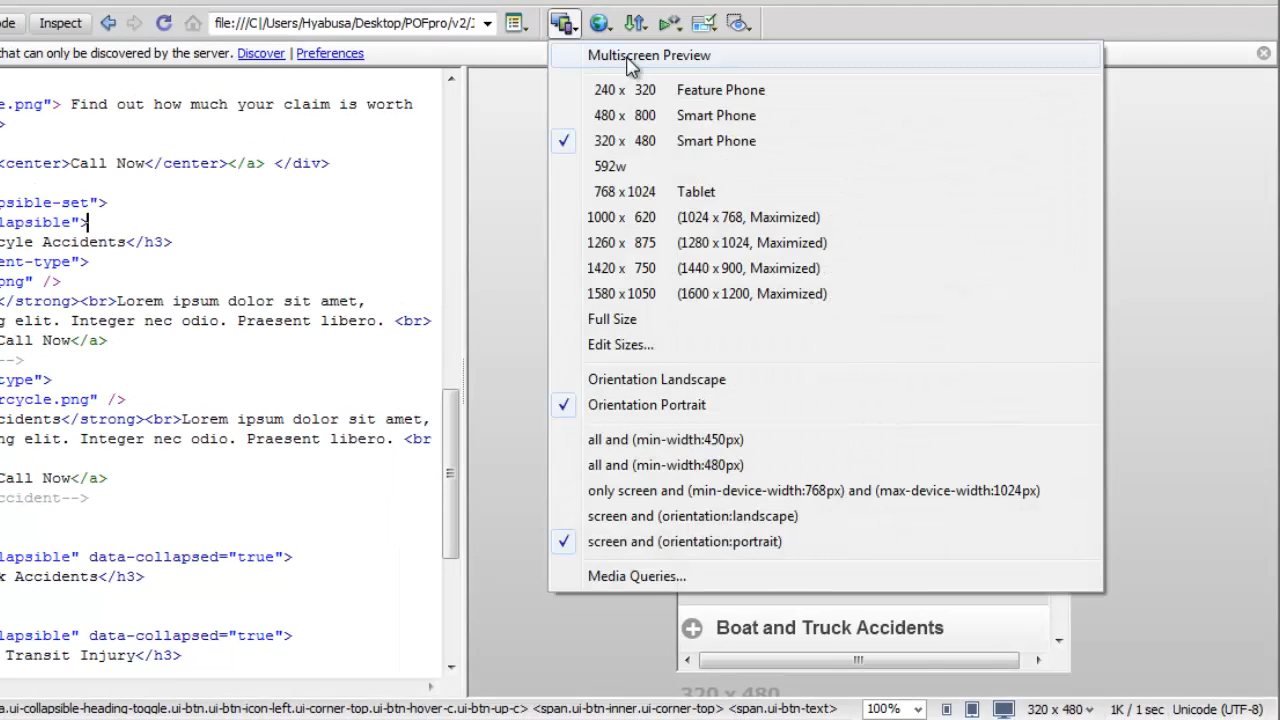 de
Inspect
file:///C|/Users/Hyabusa/Desktop/POFpro/v2/
that can only be discovered by the server. Discover Preferences
e.png"> Find out how much your claim is worth
>
<center>Call Now</center></a> </div>
psible-set">
lapsible">
cyle Accidents</h3>
ent-type">
png" />
</strong><br>Lorem ipsum dolor sit amet,
g elit. Integer nec odio. Praesent libero. <br>
Call Now</a>
-->
type">
rcycle.png" />
cidents</strong><br>Lorem ipsum dolor sit amet,
ng elit. Integer nec odio. Praesent libero. <br
Call Now</a>
ccident-->
lapsible" data-collapsed="true">
k Accidents</h3>
lapsible" data-collapsed="true">
Transit Injury</h3>
Multiscreen Preview
240 x 320 Feature Phone
480 x 800 Smart Phone
320 x 480 Smart Phone
592w
768 x 1024 Tablet
1000 x 620 (1024 x 768, Maximized)
1260 x 875 (1280 x 1024, Maximized)
1420 x 750 (1440 x 900, Maximized)
1580 x 1050 (1600 x 1200, Maximized)
Full Size
Edit Sizes...
Orientation Landscape
Orientation Portrait
all and (min-width:450px)
all and (min-width:480px)
only screen and (min-device-width:768px) and (max-device-width:1024px)
screen and (orientation:landscape)
screen and (orientation:portrait)
Media Queries...
Boat and Truck Accidents
320 x 480
a.ui-collapsible-heading-toggle.ui-btn.ui-btn-icon-left.ui-corner-top.ui-btn-hover-c.ui-btn-up-c> <span.ui-btn-inner.ui-corner-top> <span.ui-btn-text>
100%
320 x 480
1K / 1 sec
Unicode (UTF-8)